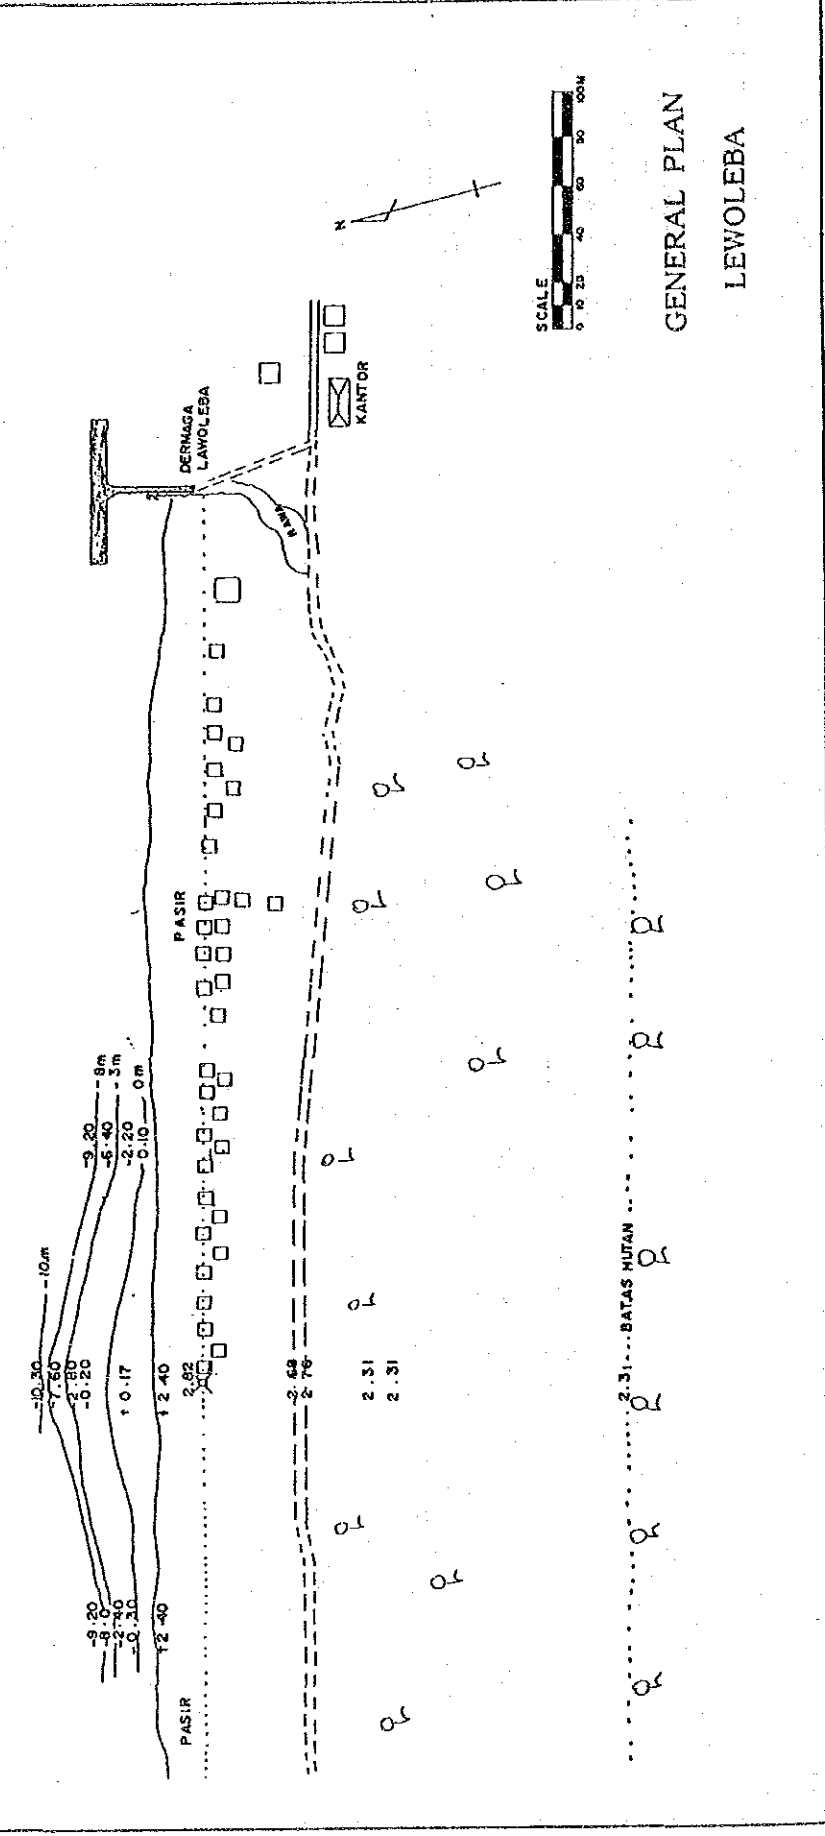 -10.30
-10m
-7.60
-2.80
-0.20
-9.20
-8m
-6.40
-3m
-2.20
-0.10
0m
-9.20
-8.0
-2.40
-0.30
+0.17
+2.40
+2.40
2.82
PASIR
PASIR
DERMAGA
LAWOLEBA
RAWA
KANTOR
N
2.68
2.76
2.31
2.31
2.31
BATAS HUTAN
SCALE
0 10 20 40 60 80 100M
GENERAL PLAN
LEWOLEBA